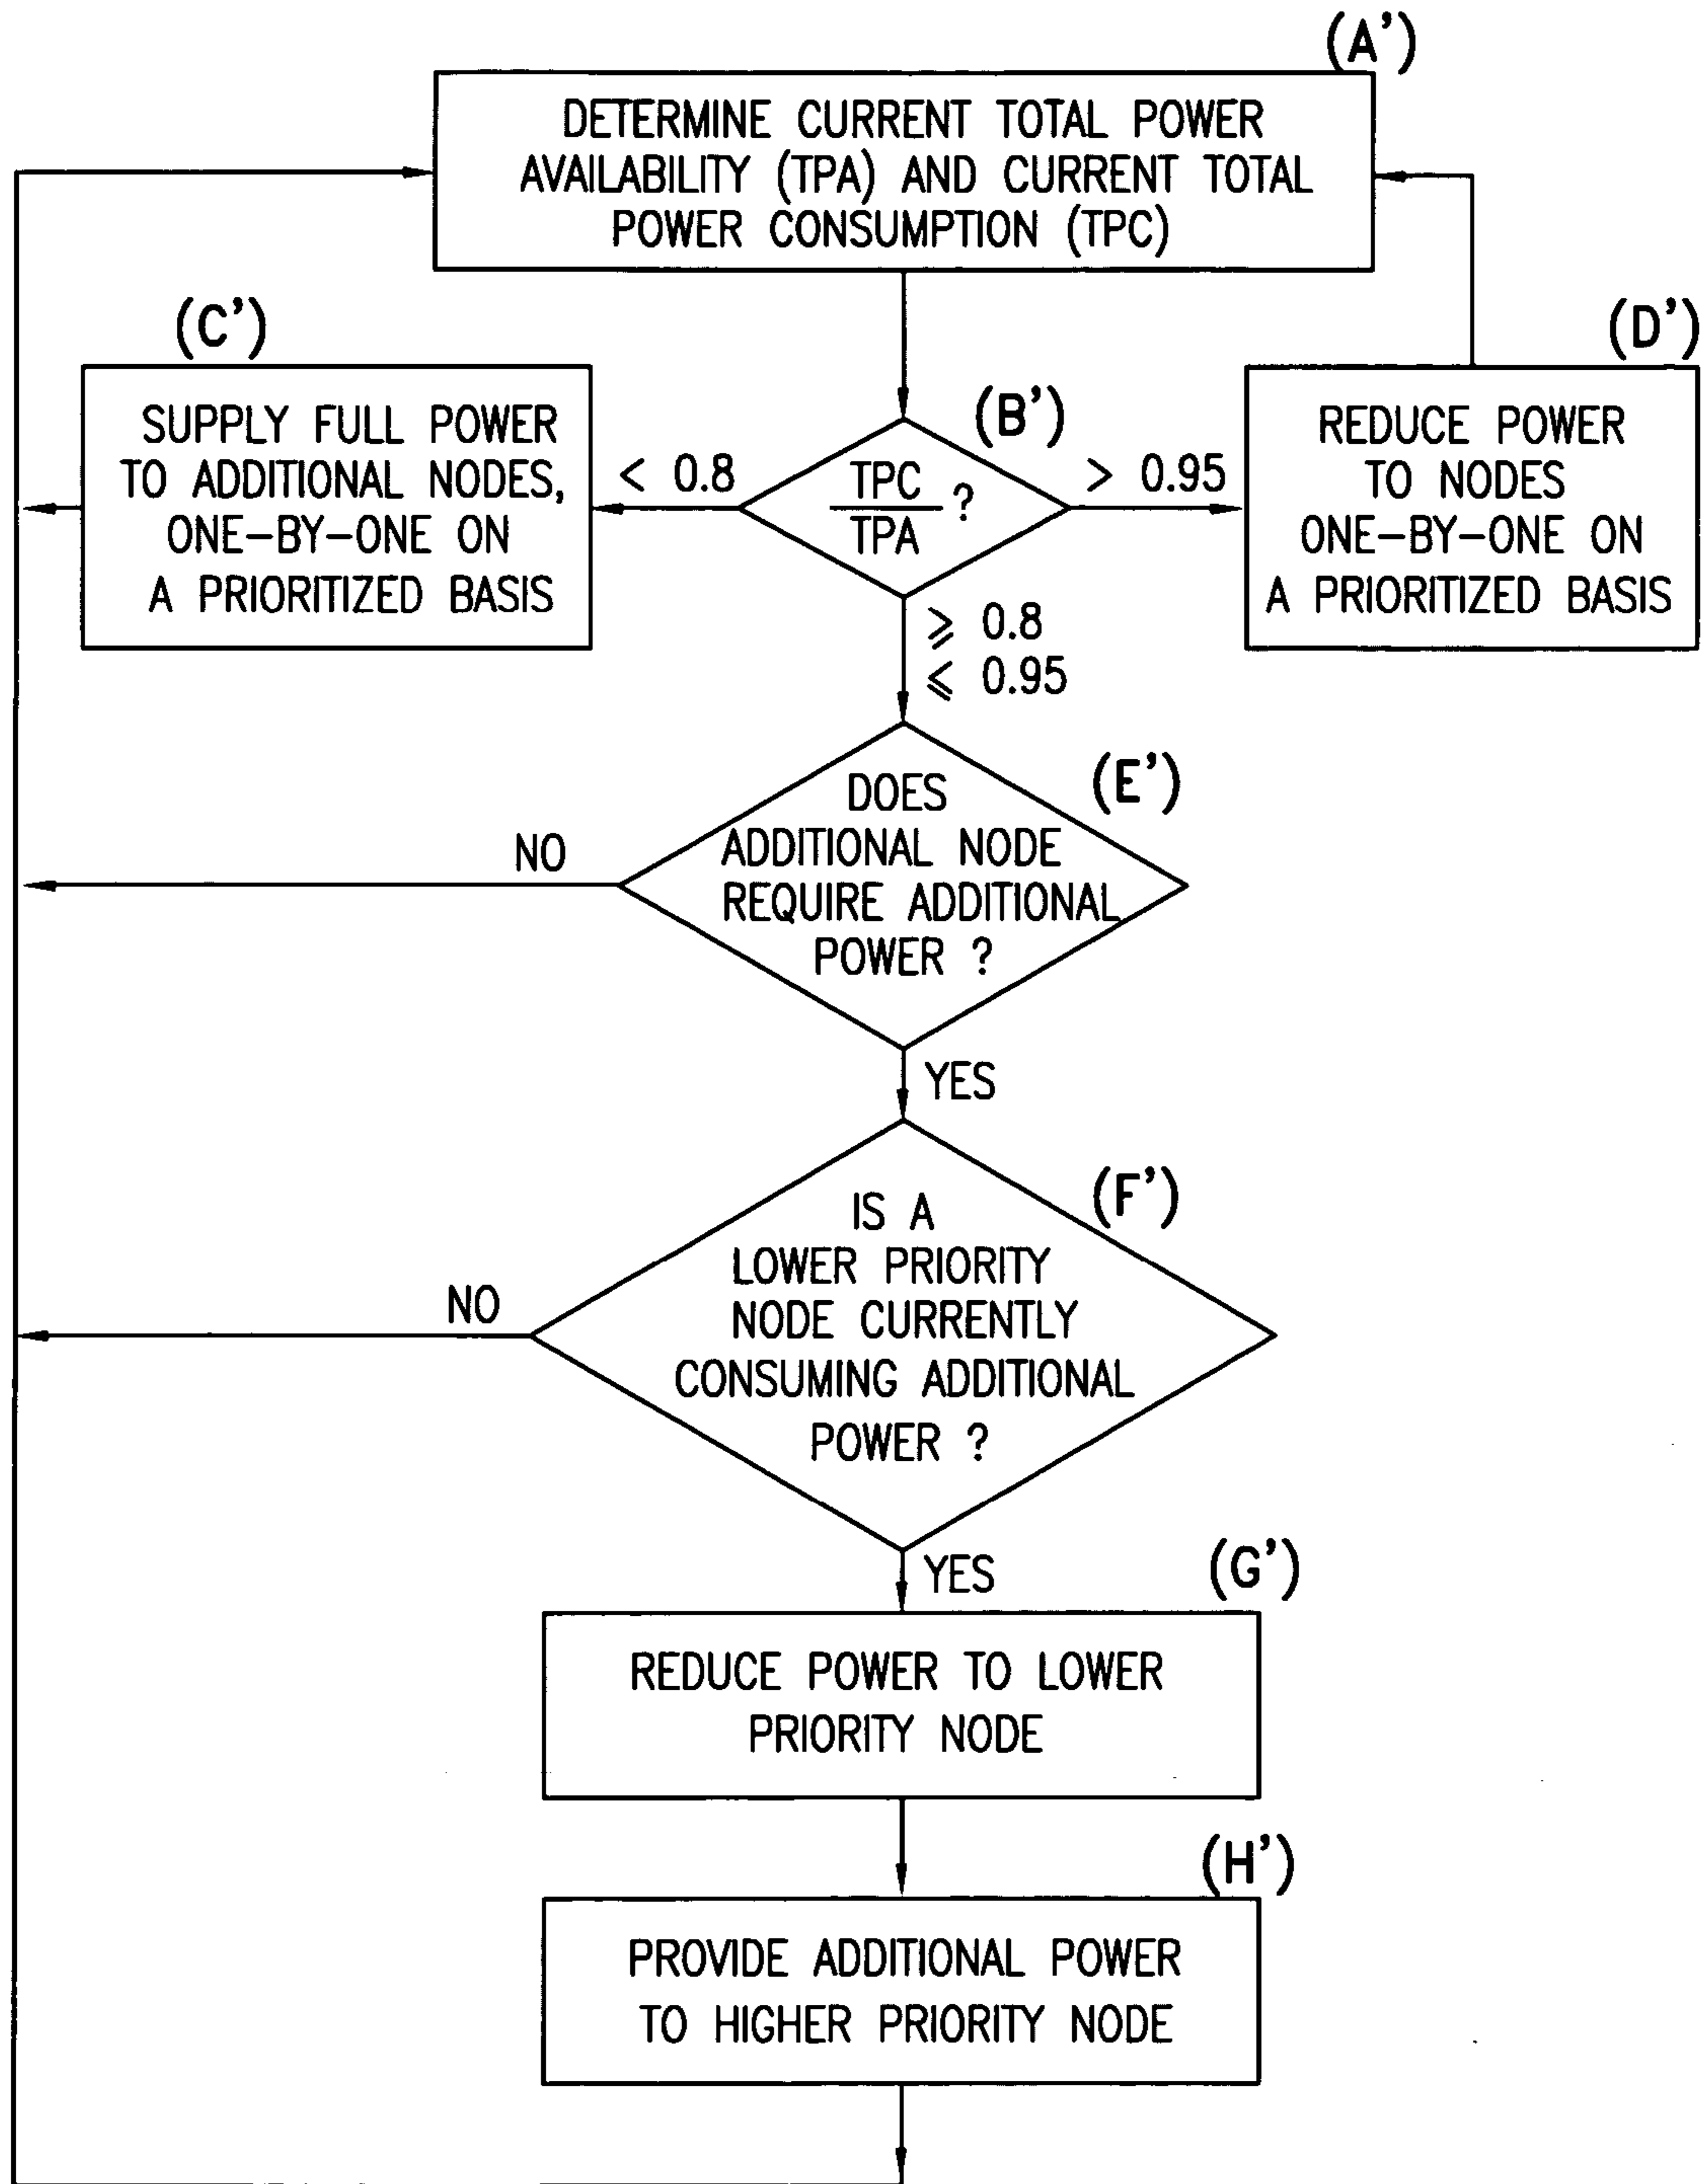 (A')
DETERMINE CURRENT TOTAL POWER
AVAILABILITY (TPA) AND CURRENT TOTAL
POWER CONSUMPTION (TPC)
(C')
SUPPLY FULL POWER
TO ADDITIONAL NODES,
ONE-BY-ONE ON
A PRIORITIZED BASIS
< 0.8
(B')
TPC
TPA
?
> 0.95
(D')
REDUCE POWER
TO NODES
ONE-BY-ONE ON
A PRIORITIZED BASIS
⩾ 0.8
⩽ 0.95
(E')
DOES
ADDITIONAL NODE
REQUIRE ADDITIONAL
POWER ?
NO
YES
(F')
IS A
LOWER PRIORITY
NODE CURRENTLY
CONSUMING ADDITIONAL
POWER ?
NO
YES
(G')
REDUCE POWER TO LOWER
PRIORITY NODE
(H')
PROVIDE ADDITIONAL POWER
TO HIGHER PRIORITY NODE